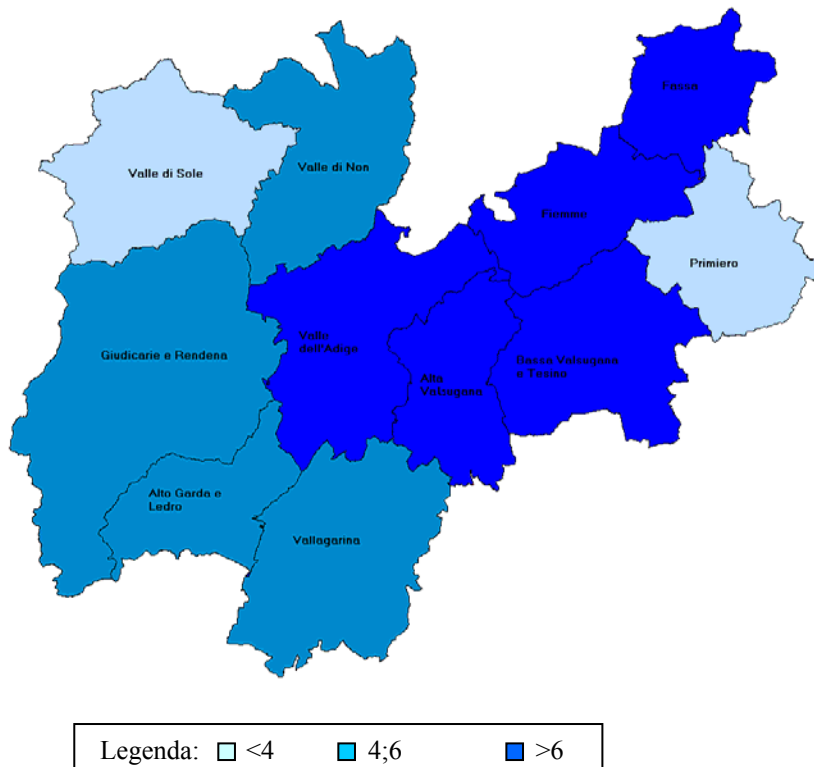 Fassa
Valle di Sole
Valle di Non
Fiemme
Primiero
Giudicarie e Rendena
Valle
dell'Adige
Bassa Valsugana
e Tesino
Alta
Valsugana
Alto Garda e
Ledro
Vallagarina
Legenda: <4 4;6 >6